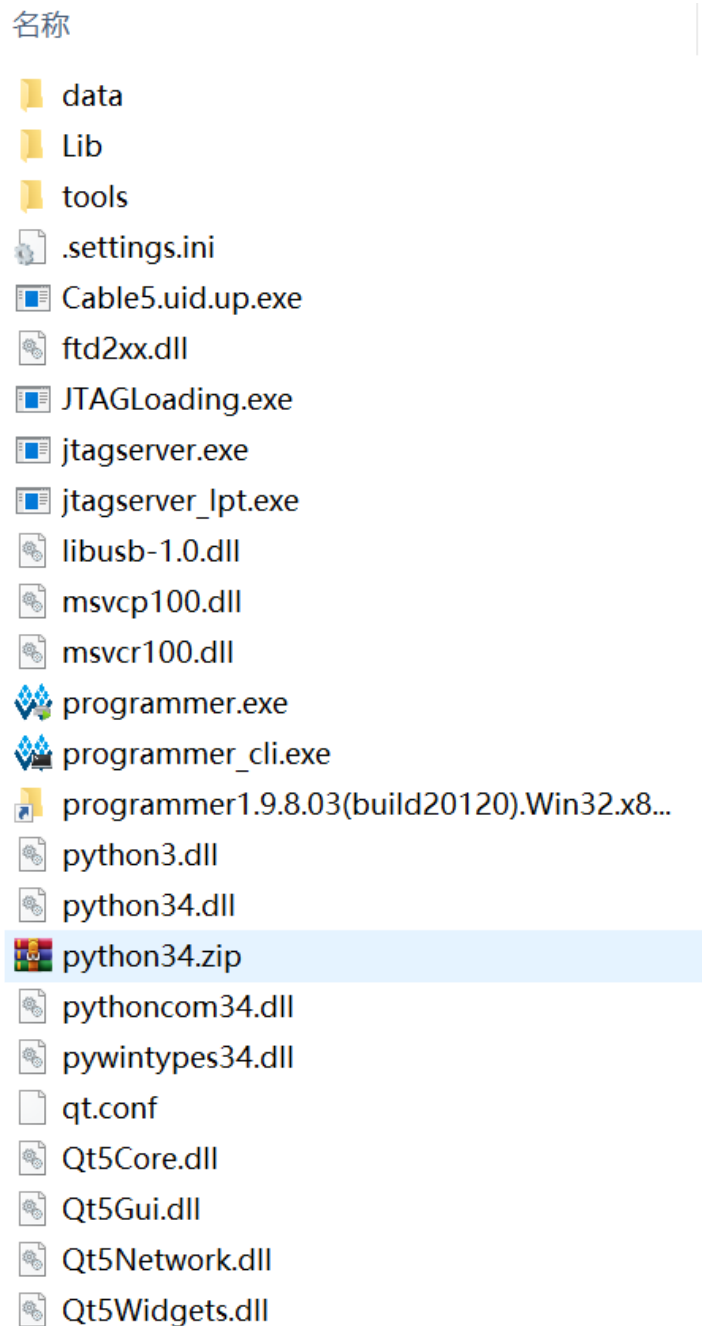 名称
data
Lib
tools
.settings.ini
Cable5.uid.up.exe
ftd2xx.dll
JTAGLoading.exe
jtagserver.exe
jtagserver_lpt.exe
libusb-1.0.dll
msvcp100.dll
msvcr100.dll
programmer.exe
programmer_cli.exe
programmer1.9.8.03(build20120).Win32.x8...
python3.dll
python34.dll
python34.zip
pythoncom34.dll
pywintypes34.dll
qt.conf
Qt5Core.dll
Qt5Gui.dll
Qt5Network.dll
Qt5Widgets.dll